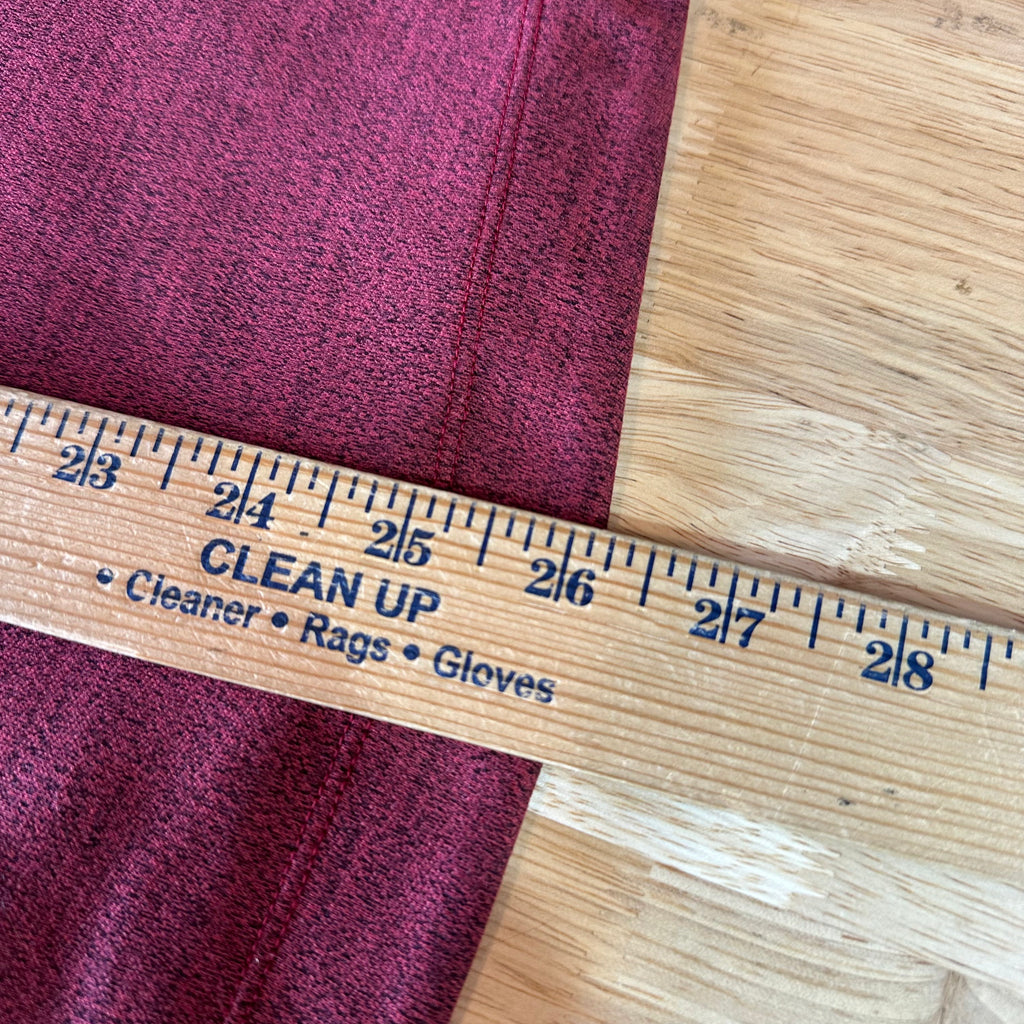 23 24 25 26 27 28
CLEAN UP
• Cleaner • Rags • Gloves